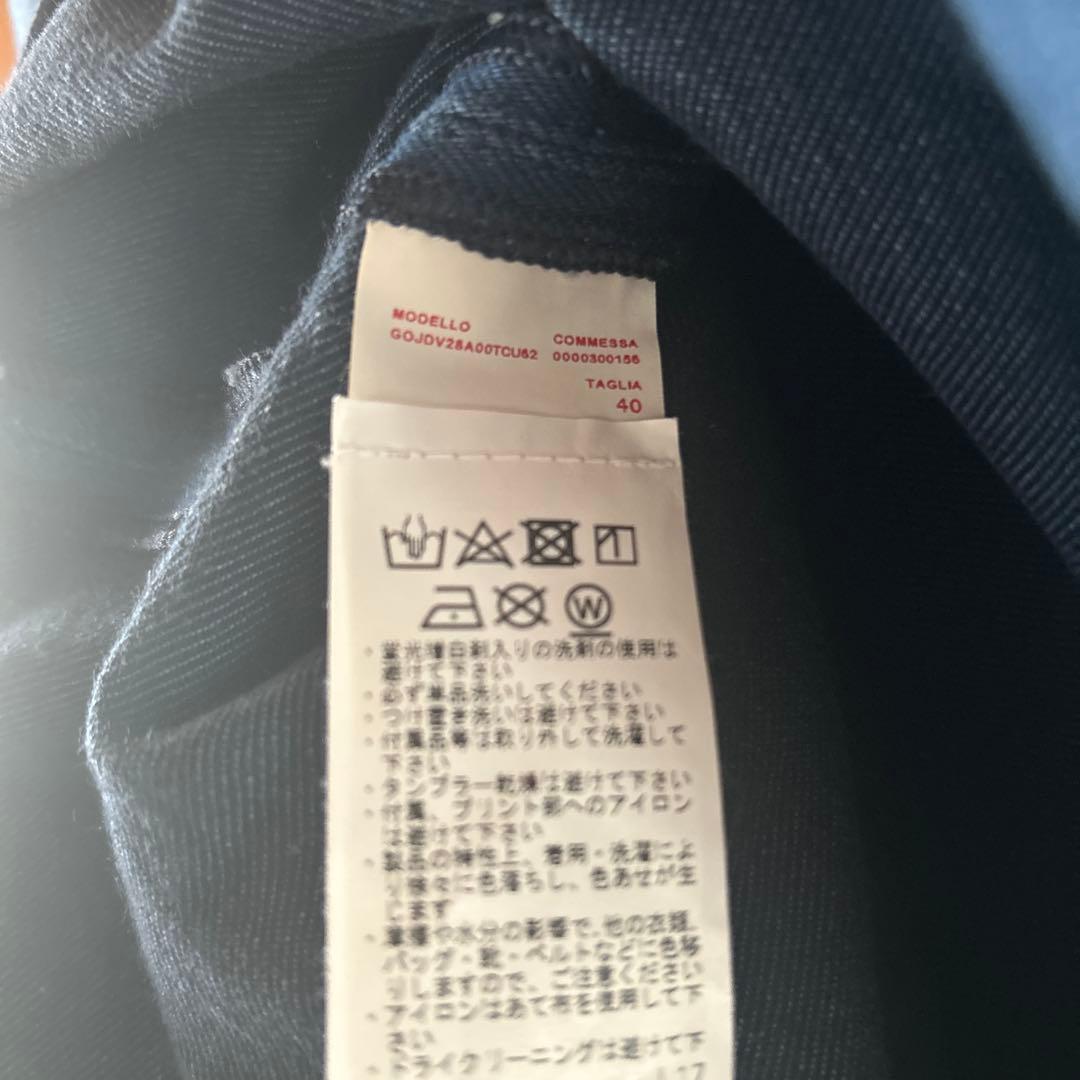 MODELLO
GOJDV28A00TCU62
COMMESSA
0000300156
TAGLIA
40
W
・蛍光増白剤入りの洗剤の使用は
避けて下さい
・必ず単品洗いしてください
・つけ置き洗いは避けて下さい
・付属品等は取り外して洗濯して
下さい
・タンブラー乾燥は避けて下さい
・付属、プリント部へのアイロン
は避けて下さい
・製品の特性上、着用・洗濯によ
り徐々に色落ちし、色あせが生
じます
・摩擦や水分の影響で、他の衣類、
バッグ・靴・ベルトなどに色移
りしますので、ご注意ください
・アイロンはあて布を使用して下
さい
・ドライクリーニングは避けて下